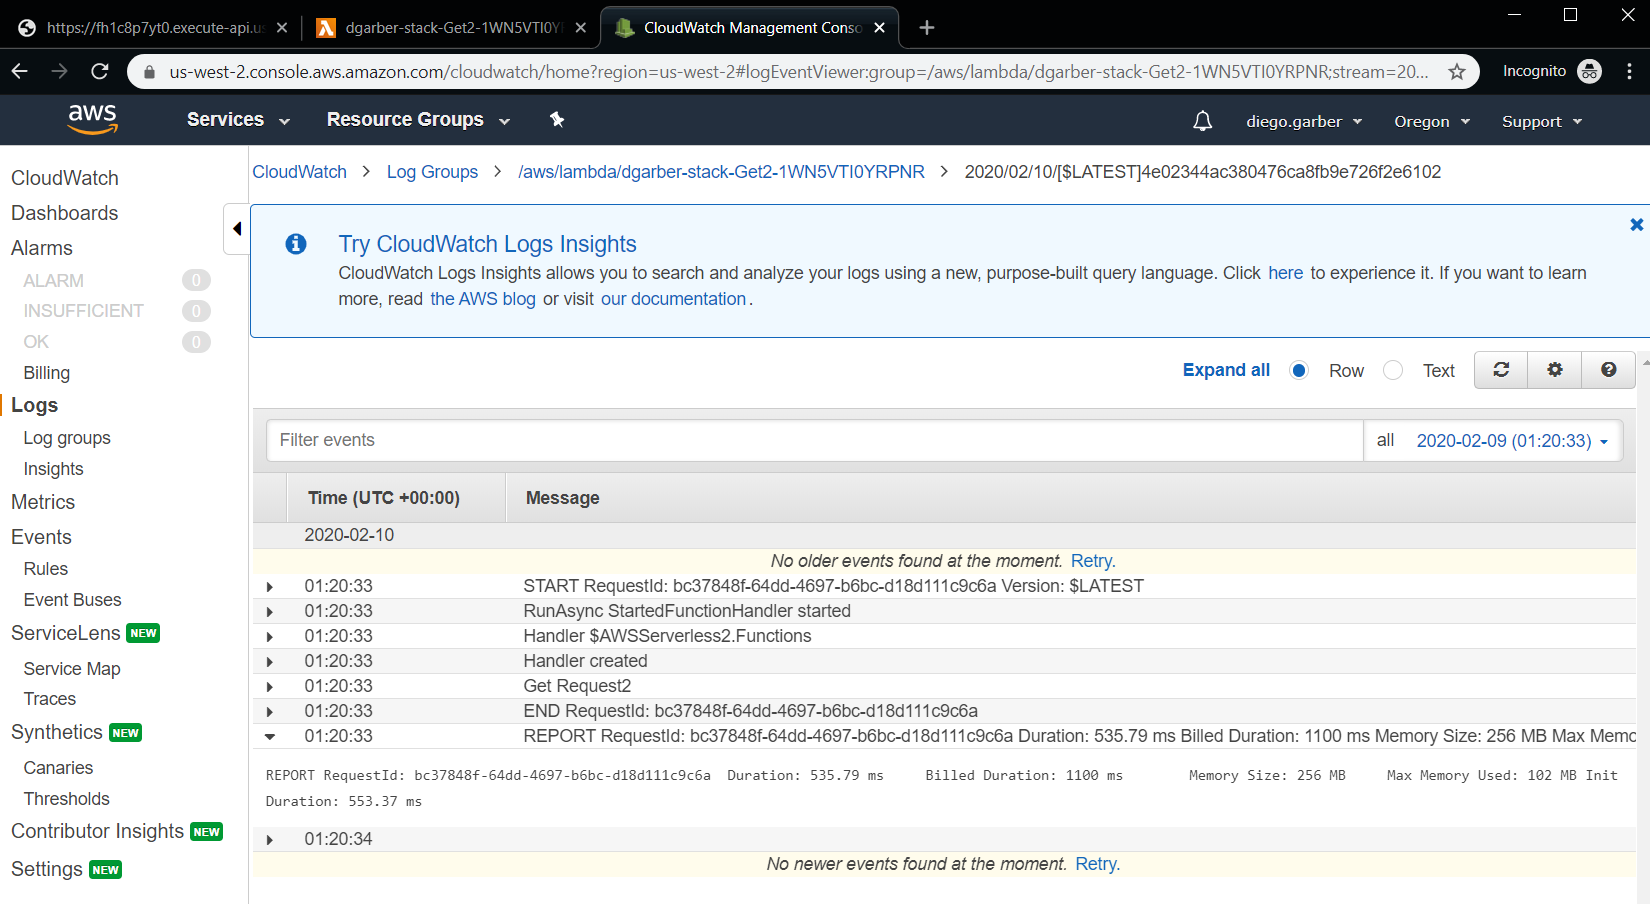 https://fh1c8p7yt0.execute-api.us
dgarber-stack-Get2-1WN5VTI0Y
CloudWatch Management Conso
us-west-2.console.aws.amazon.com/cloudwatch/home?region=us-west-2#logEventViewer:group=/aws/lambda/dgarber-stack-Get2-1WN5VTI0YRPNR;stream=20...
Incognito
aws
Services
Resource Groups
diego.garber
Oregon
Support
CloudWatch
Dashboards
Alarms
ALARM 0
INSUFFICIENT 0
OK 0
Billing
Logs
Log groups
Insights
Metrics
Events
Rules
Event Buses
ServiceLens NEW
Service Map
Traces
Synthetics NEW
Canaries
Thresholds
Contributor Insights NEW
Settings NEW
CloudWatch > Log Groups > /aws/lambda/dgarber-stack-Get2-1WN5VTI0YRPNR > 2020/02/10/[$LATEST]4e02344ac380476ca8fb9e726f2e6102
Try CloudWatch Logs Insights
CloudWatch Logs Insights allows you to search and analyze your logs using a new, purpose-built query language. Click here to experience it. If you want to learn
more, read the AWS blog or visit our documentation.
Expand all Row Text
Filter events
all 2020-02-09 (01:20:33)
Time (UTC +00:00) Message
2020-02-10
No older events found at the moment. Retry.
01:20:33 START RequestId: bc37848f-64dd-4697-b6bc-d18d111c9c6a Version: $LATEST
01:20:33 RunAsync StartedFunctionHandler started
01:20:33 Handler $AWSServerless2.Functions
01:20:33 Handler created
01:20:33 Get Request2
01:20:33 END RequestId: bc37848f-64dd-4697-b6bc-d18d111c9c6a
01:20:33 REPORT RequestId: bc37848f-64dd-4697-b6bc-d18d111c9c6a Duration: 535.79 ms Billed Duration: 1100 ms Memory Size: 256 MB Max Memo
REPORT RequestId: bc37848f-64dd-4697-b6bc-d18d111c9c6a Duration: 535.79 ms Billed Duration: 1100 ms Memory Size: 256 MB Max Memory Used: 102 MB Init
Duration: 553.37 ms
01:20:34
No newer events found at the moment. Retry.